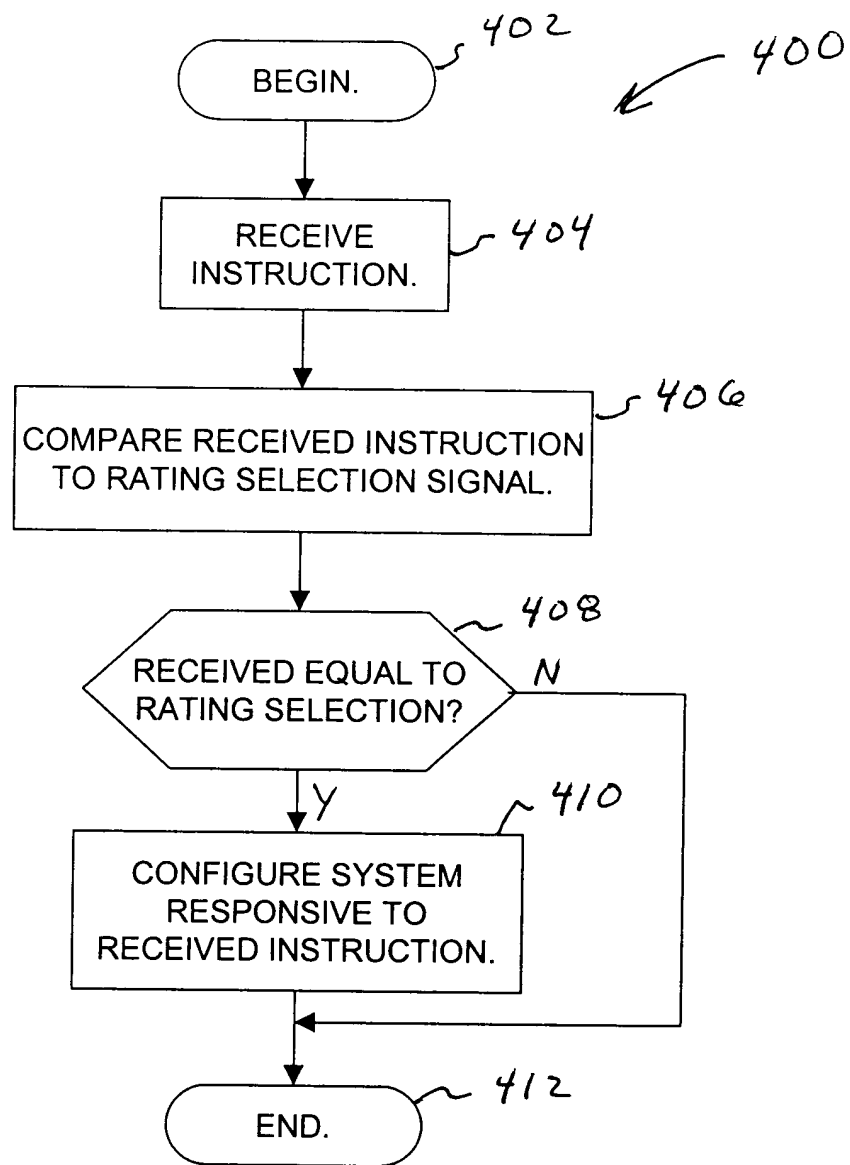 402
400
BEGIN.
RECEIVE
INSTRUCTION.
404
406
COMPARE RECEIVED INSTRUCTION
TO RATING SELECTION SIGNAL.
408
RECEIVED EQUAL TO
RATING SELECTION?
N
Y
410
CONFIGURE SYSTEM
RESPONSIVE TO
RECEIVED INSTRUCTION.
412
END.